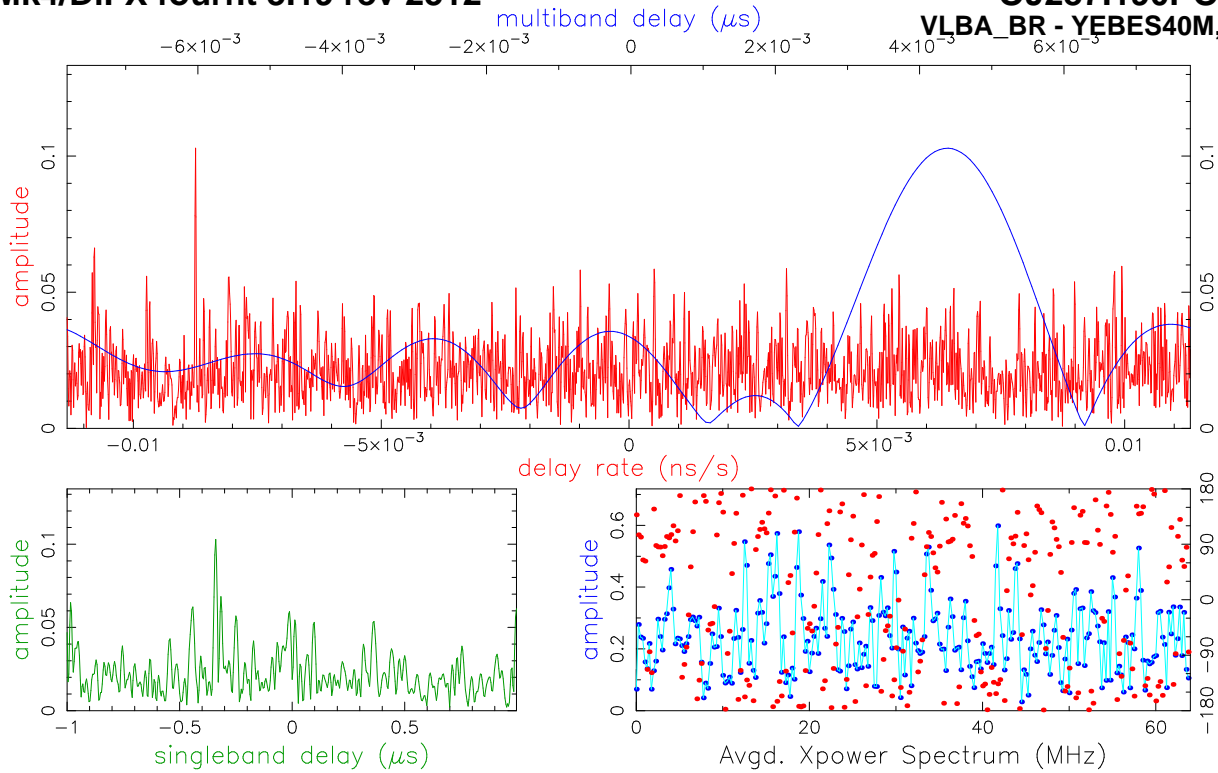 multiband delay (μs)
VLBA_BR - YEBES40M,
−6×10⁻³ −4×10⁻³ −2×10⁻³ 0 2×10⁻³ 4×10⁻³ 6×10⁻³
amplitude
0 0.05 0.1
0 0.05 0.1
−0.01 −5×10⁻³ 0 5×10⁻³ 0.01
delay rate (ns/s)
amplitude
0 0.05 0.1
−1 −0.5 0 0.5
singleband delay (μs)
amplitude
0 0.2 0.4 0.6
−180 −90 0 90 180
0 20 40 60
Avgd. Xpower Spectrum (MHz)